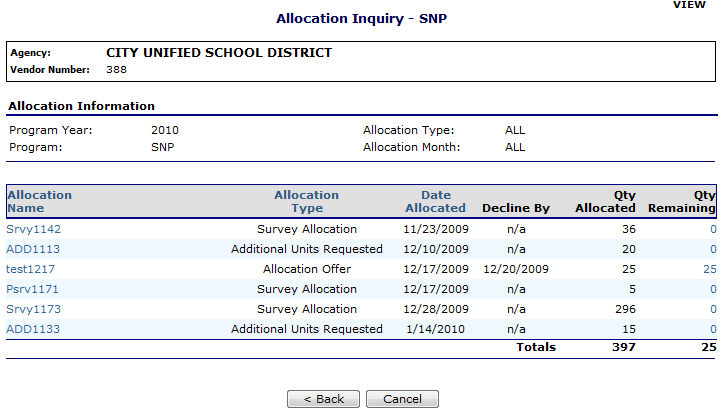 VIEW
Allocation Inquiry - SNP
Agency: CITY UNIFIED SCHOOL DISTRICT
Vendor Number: 388
Allocation Information
Program Year: 2010 Allocation Type: ALL
Program: SNP Allocation Month: ALL
Allocation Allocation Date Qty Qty
Name Type Allocated Decline By Allocated Remaining
Srvy1142 Survey Allocation 11/23/2009 n/a 36 0
ADD1113 Additional Units Requested 12/10/2009 n/a 20 0
test1217 Allocation Offer 12/17/2009 12/20/2009 25 25
Psrv1171 Survey Allocation 12/17/2009 n/a 5 0
Srvy1173 Survey Allocation 12/28/2009 n/a 296 0
ADD1133 Additional Units Requested 1/14/2010 n/a 15 0
Totals 397 25
< Back Cancel